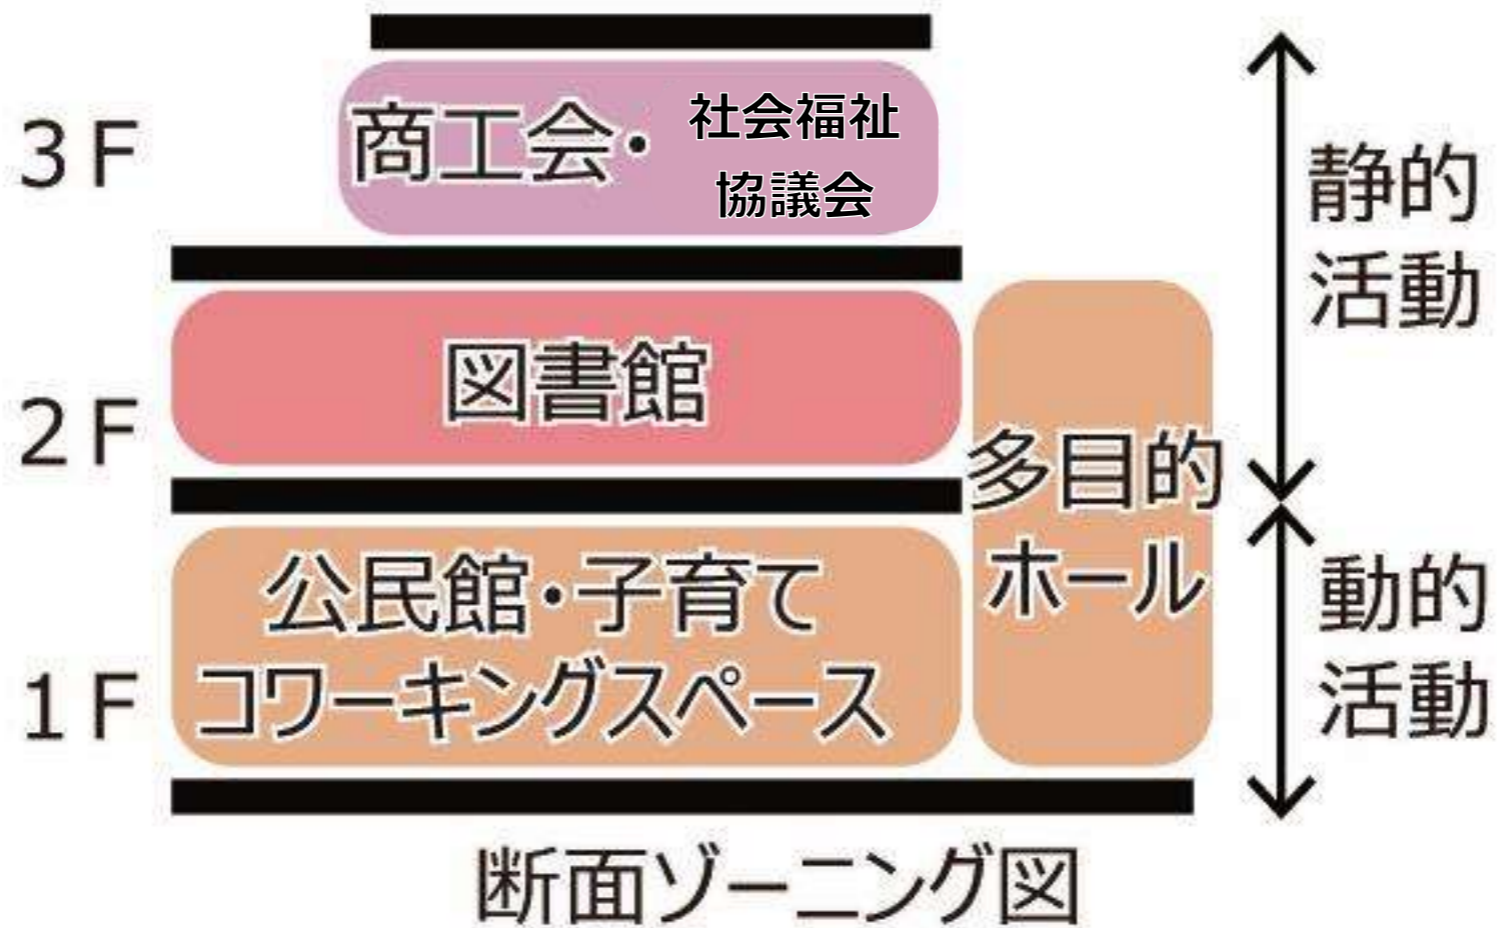 3F
商工会・
社会福祉
協議会
静的
活動
2F
図書館
多目的
ホール
1F
公民館・子育て
コワーキングスペース
動的
活動
断面ゾーニング図